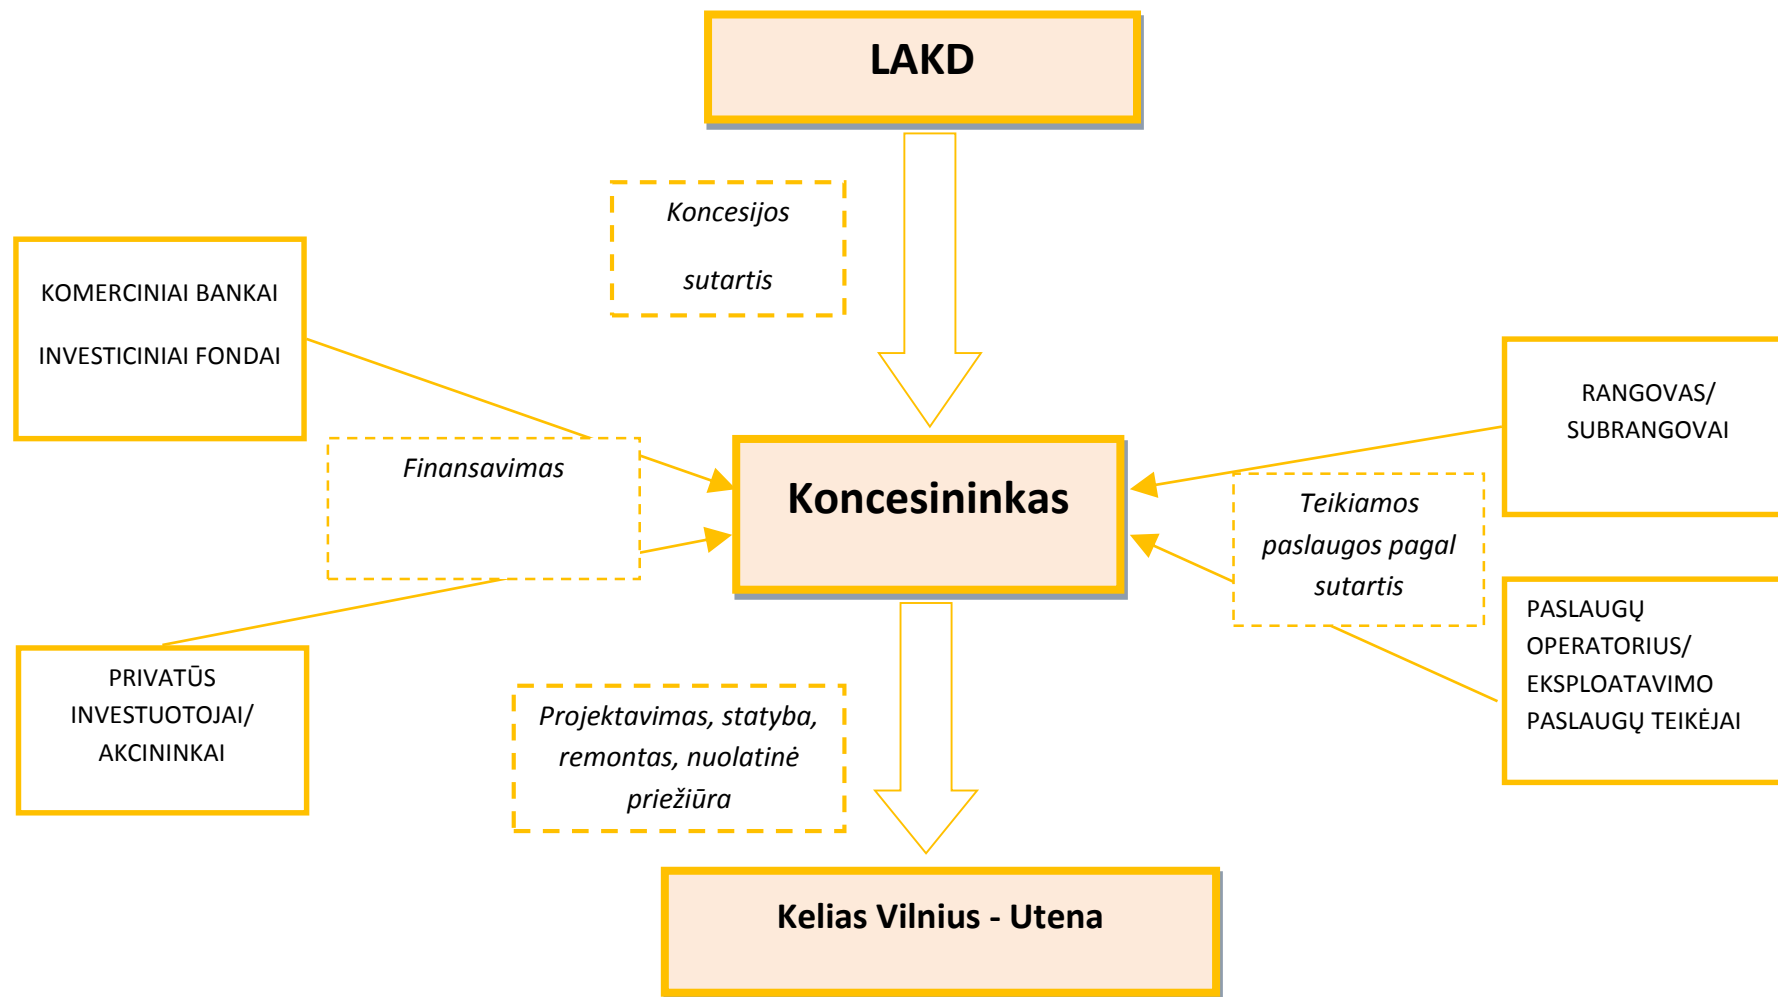 LAKD
Koncesijos
sutartis
KOMERCINIAI BANKAI
INVESTICINIAI FONDAI
RANGOVAS/
SUBRANGOVAI
Finansavimas
Koncesininkas
Teikiamos
paslaugos pagal
sutartis
PRIVATŪS
INVESTUOTOJAI/
AKCININKAI
Projektavimas, statyba,
remontas, nuolatinė
priežiūra
PASLAUGŲ
OPERATORIUS/
EKSPLOATAVIMO
PASLAUGŲ TEIKĖJAI
Kelias Vilnius - Utena